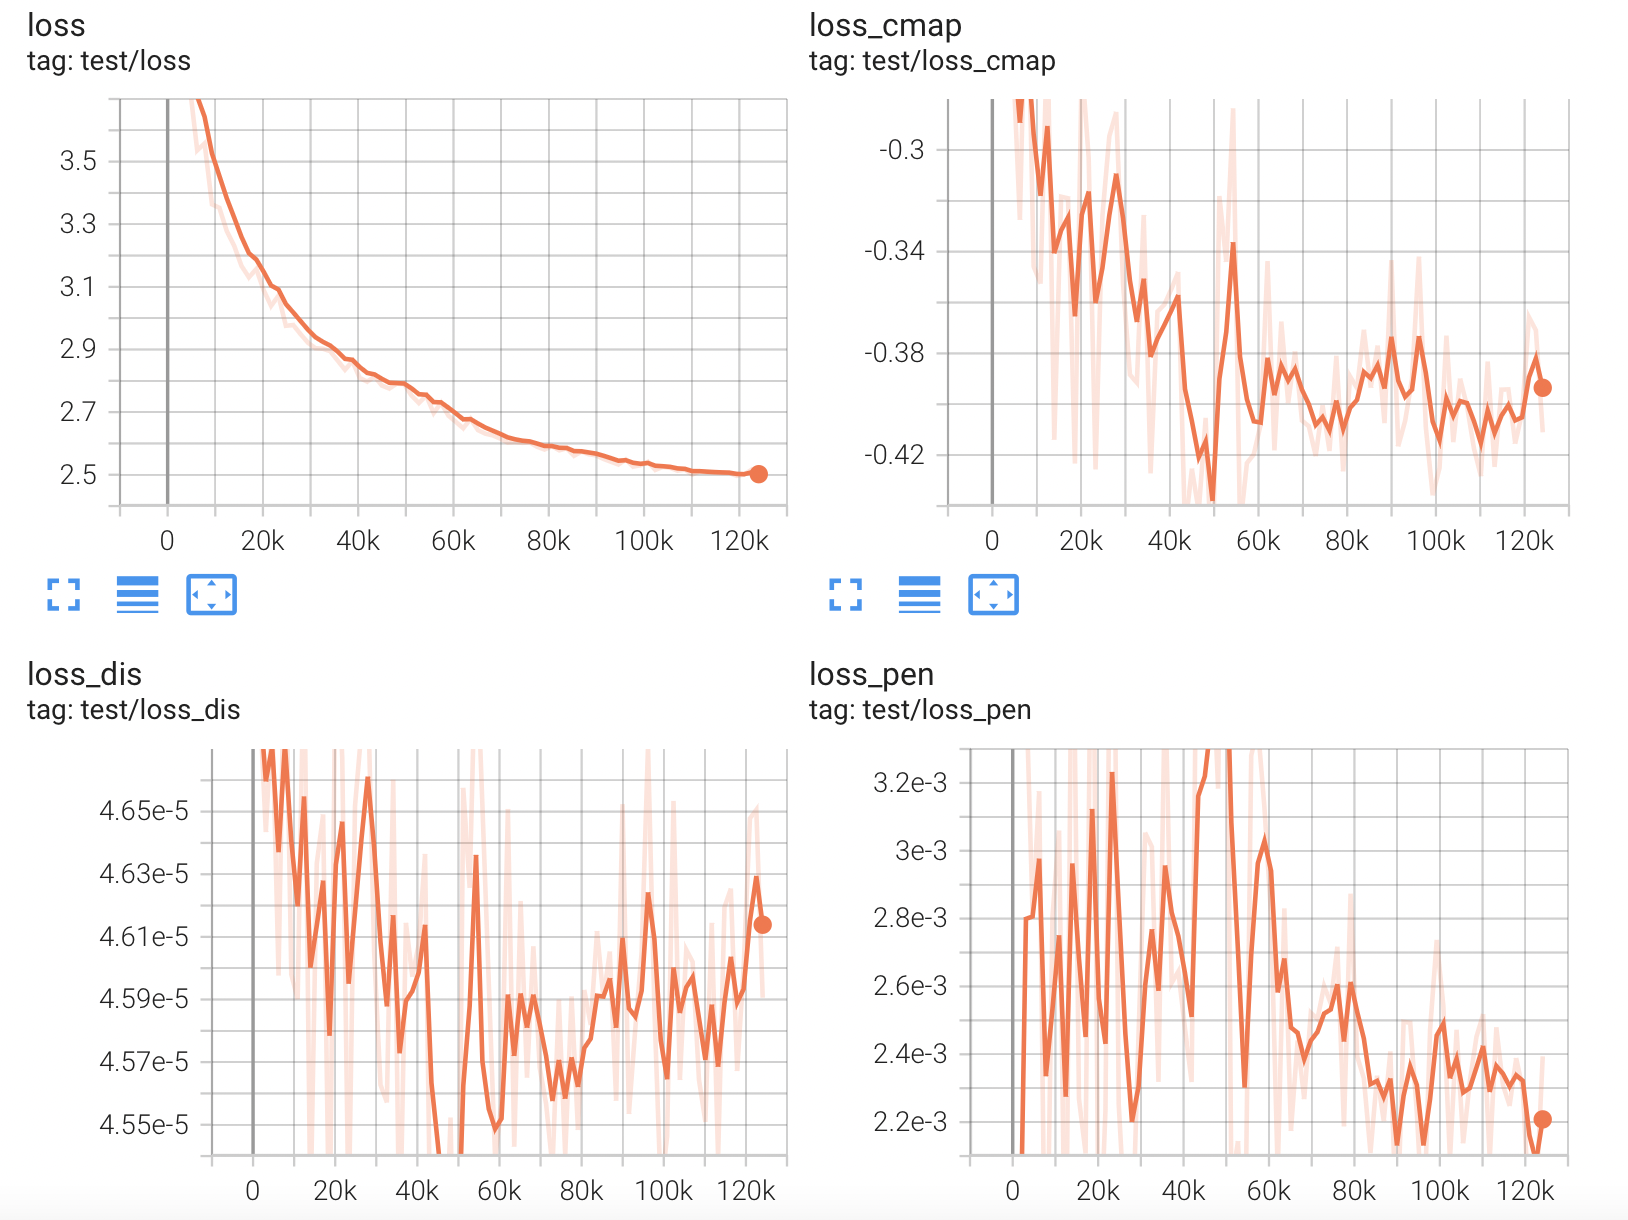 loss
tag: test/loss
3.5
3.3
3.1
2.9
2.7
2.5
0 20k 40k 60k 80k 100k 120k
loss_cmap
tag: test/loss_cmap
-0.3
-0.34
-0.38
-0.42
0 20k 40k 60k 80k 100k 120k
loss_dis
tag: test/loss_dis
4.65e-5
4.63e-5
4.61e-5
4.59e-5
4.57e-5
4.55e-5
0 20k 40k 60k 80k 100k 120k
loss_pen
tag: test/loss_pen
3.2e-3
3e-3
2.8e-3
2.6e-3
2.4e-3
2.2e-3
0 20k 40k 60k 80k 100k 120k